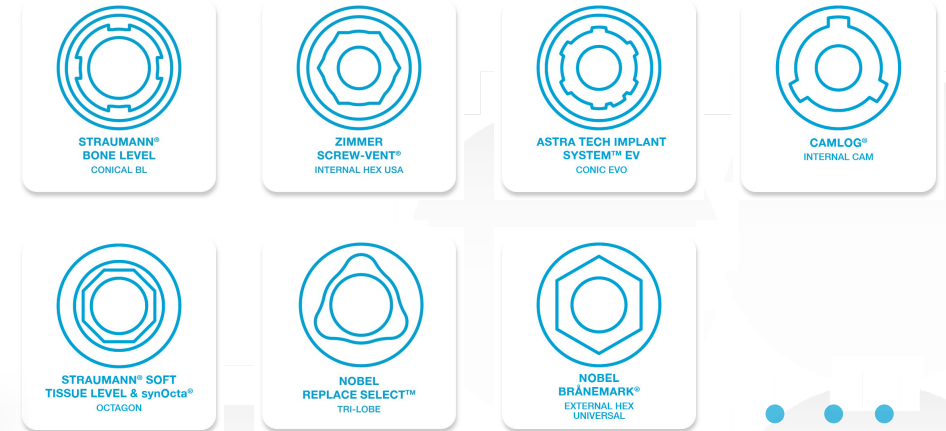 STRAUMANN®
BONE LEVEL
CONICAL BL
ZIMMER
SCREW-VENT®
INTERNAL HEX USA
ASTRA TECH IMPLANT
SYSTEM™ EV
CONIC EVO
CAMLOG®
INTERNAL CAM
STRAUMANN® SOFT
TISSUE LEVEL & synOcta®
OCTAGON
NOBEL
REPLACE SELECT™
TRI-LOBE
NOBEL
BRÅNEMARK®
EXTERNAL HEX
UNIVERSAL